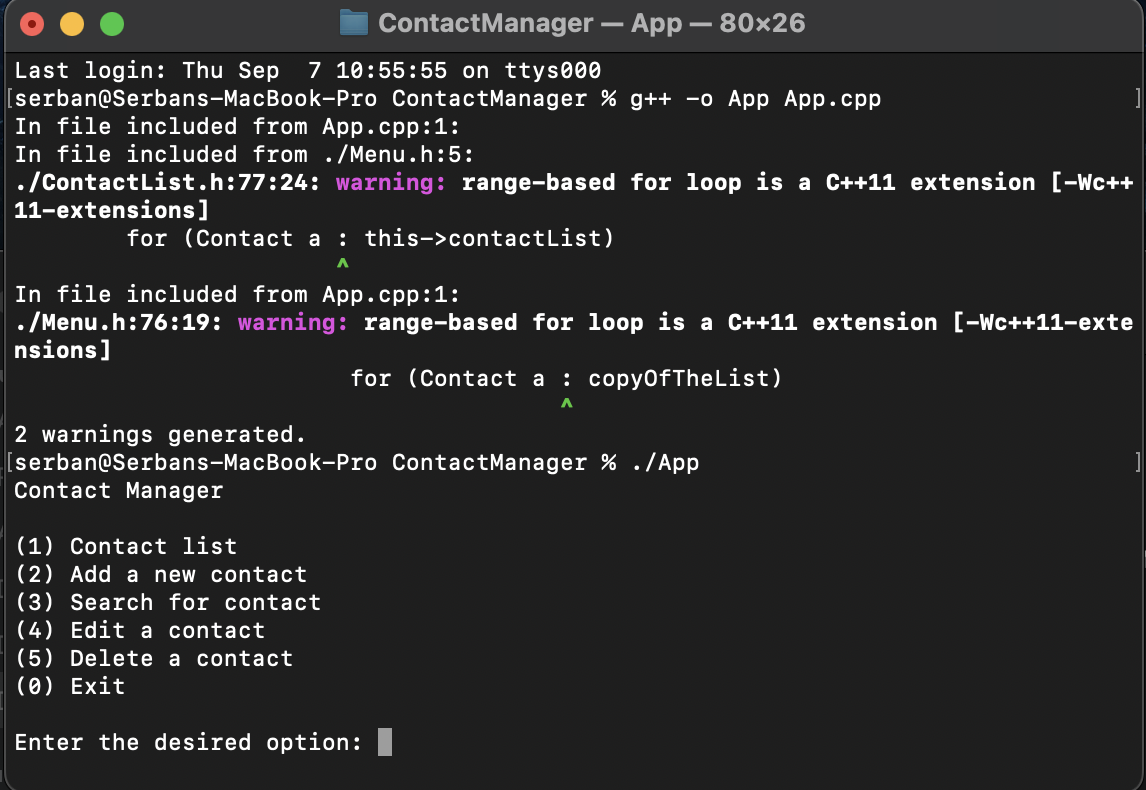 ContactManager — App — 80×26
Last login: Thu Sep  7 10:55:55 on ttys000
[serban@Serbans-MacBook-Pro ContactManager % g++ -o App App.cpp ]
In file included from App.cpp:1:
In file included from ./Menu.h:5:
./ContactList.h:77:24: warning: range-based for loop is a C++11 extension [-Wc++
11-extensions]
        for (Contact a : this->contactList)
                       ^
In file included from App.cpp:1:
./Menu.h:76:19: warning: range-based for loop is a C++11 extension [-Wc++11-exte
nsions]
                        for (Contact a : copyOfTheList)
                                       ^
2 warnings generated.
[serban@Serbans-MacBook-Pro ContactManager % ./App ]
Contact Manager

(1) Contact list
(2) Add a new contact
(3) Search for contact
(4) Edit a contact
(5) Delete a contact
(0) Exit

Enter the desired option: